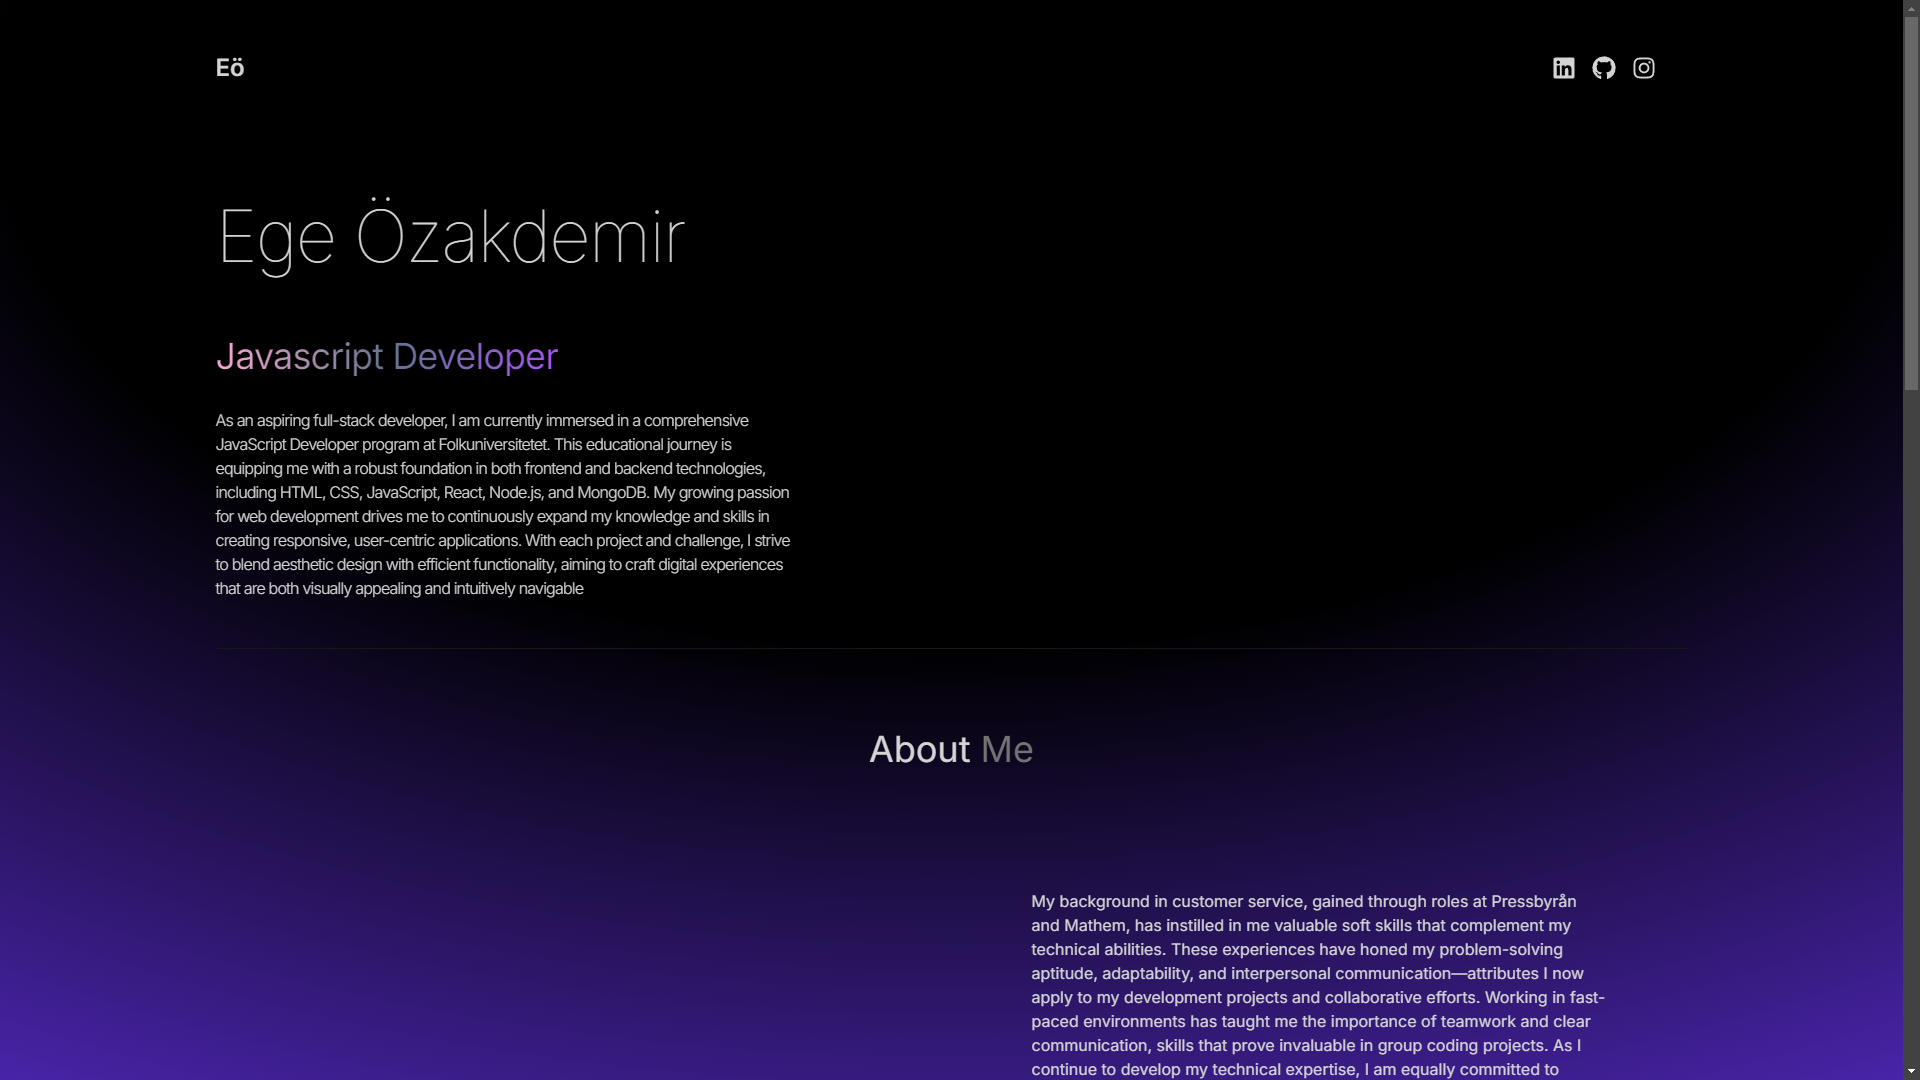 Eö
Ege Özakdemir
Javascript Developer
As an aspiring full-stack developer, I am currently immersed in a comprehensive
JavaScript Developer program at Folkuniversitetet. This educational journey is
equipping me with a robust foundation in both frontend and backend technologies,
including HTML, CSS, JavaScript, React, Node.js, and MongoDB. My growing passion
for web development drives me to continuously expand my knowledge and skills in
creating responsive, user-centric applications. With each project and challenge, I strive
to blend aesthetic design with efficient functionality, aiming to craft digital experiences
that are both visually appealing and intuitively navigable
About Me
My background in customer service, gained through roles at Pressbyrån
and Mathem, has instilled in me valuable soft skills that complement my
technical abilities. These experiences have honed my problem-solving
aptitude, adaptability, and interpersonal communication—attributes I now
apply to my development projects and collaborative efforts. Working in fast-
paced environments has taught me the importance of teamwork and clear
communication, skills that prove invaluable in group coding projects. As I
continue to develop my technical expertise, I am equally committed to